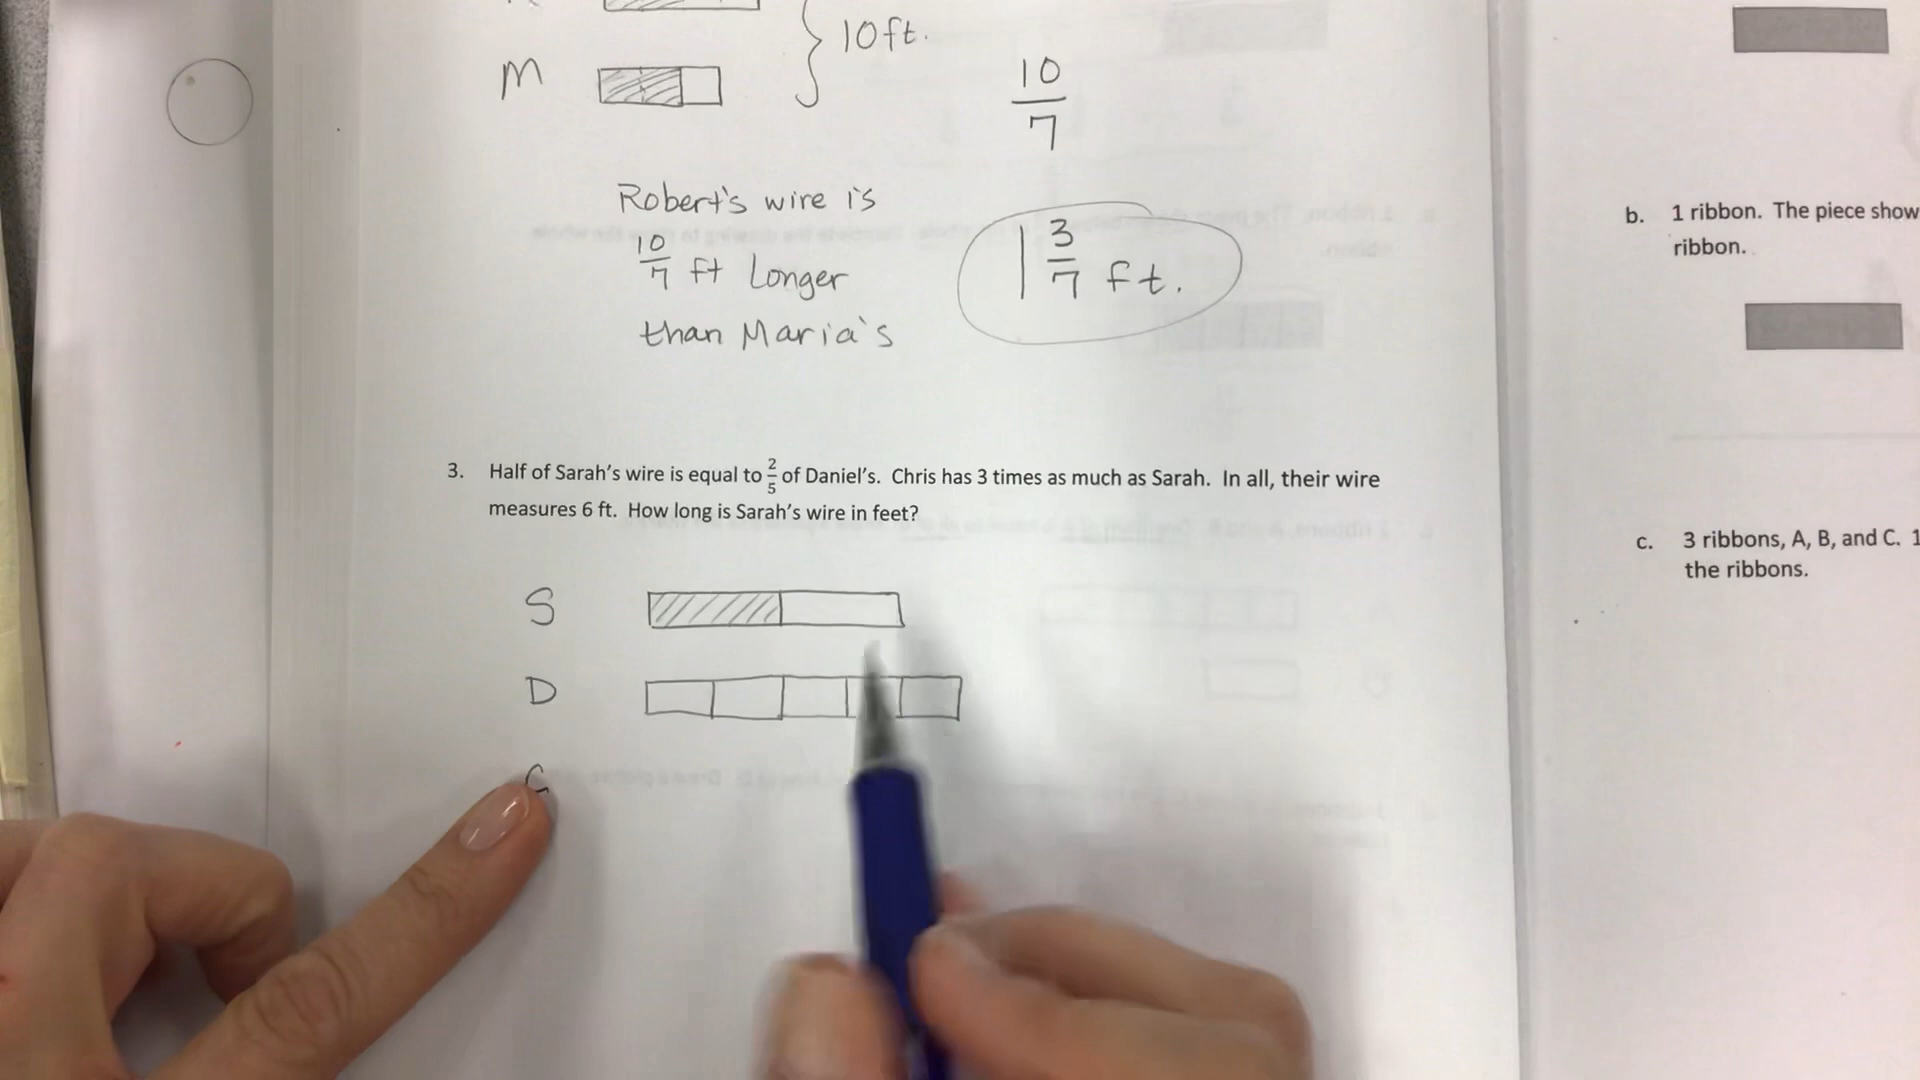 10ft.
M
10
7
Robert's wire is
10/7 ft Longer
than Maria's
1 3/7 ft.
3. Half of Sarah's wire is equal to 2/5 of Daniel's. Chris has 3 times as much as Sarah. In all, their wire
measures 6 ft. How long is Sarah's wire in feet?
S
D
C
b. 1 ribbon. The piece show
ribbon.
c. 3 ribbons, A, B, and C. 1
the ribbons.